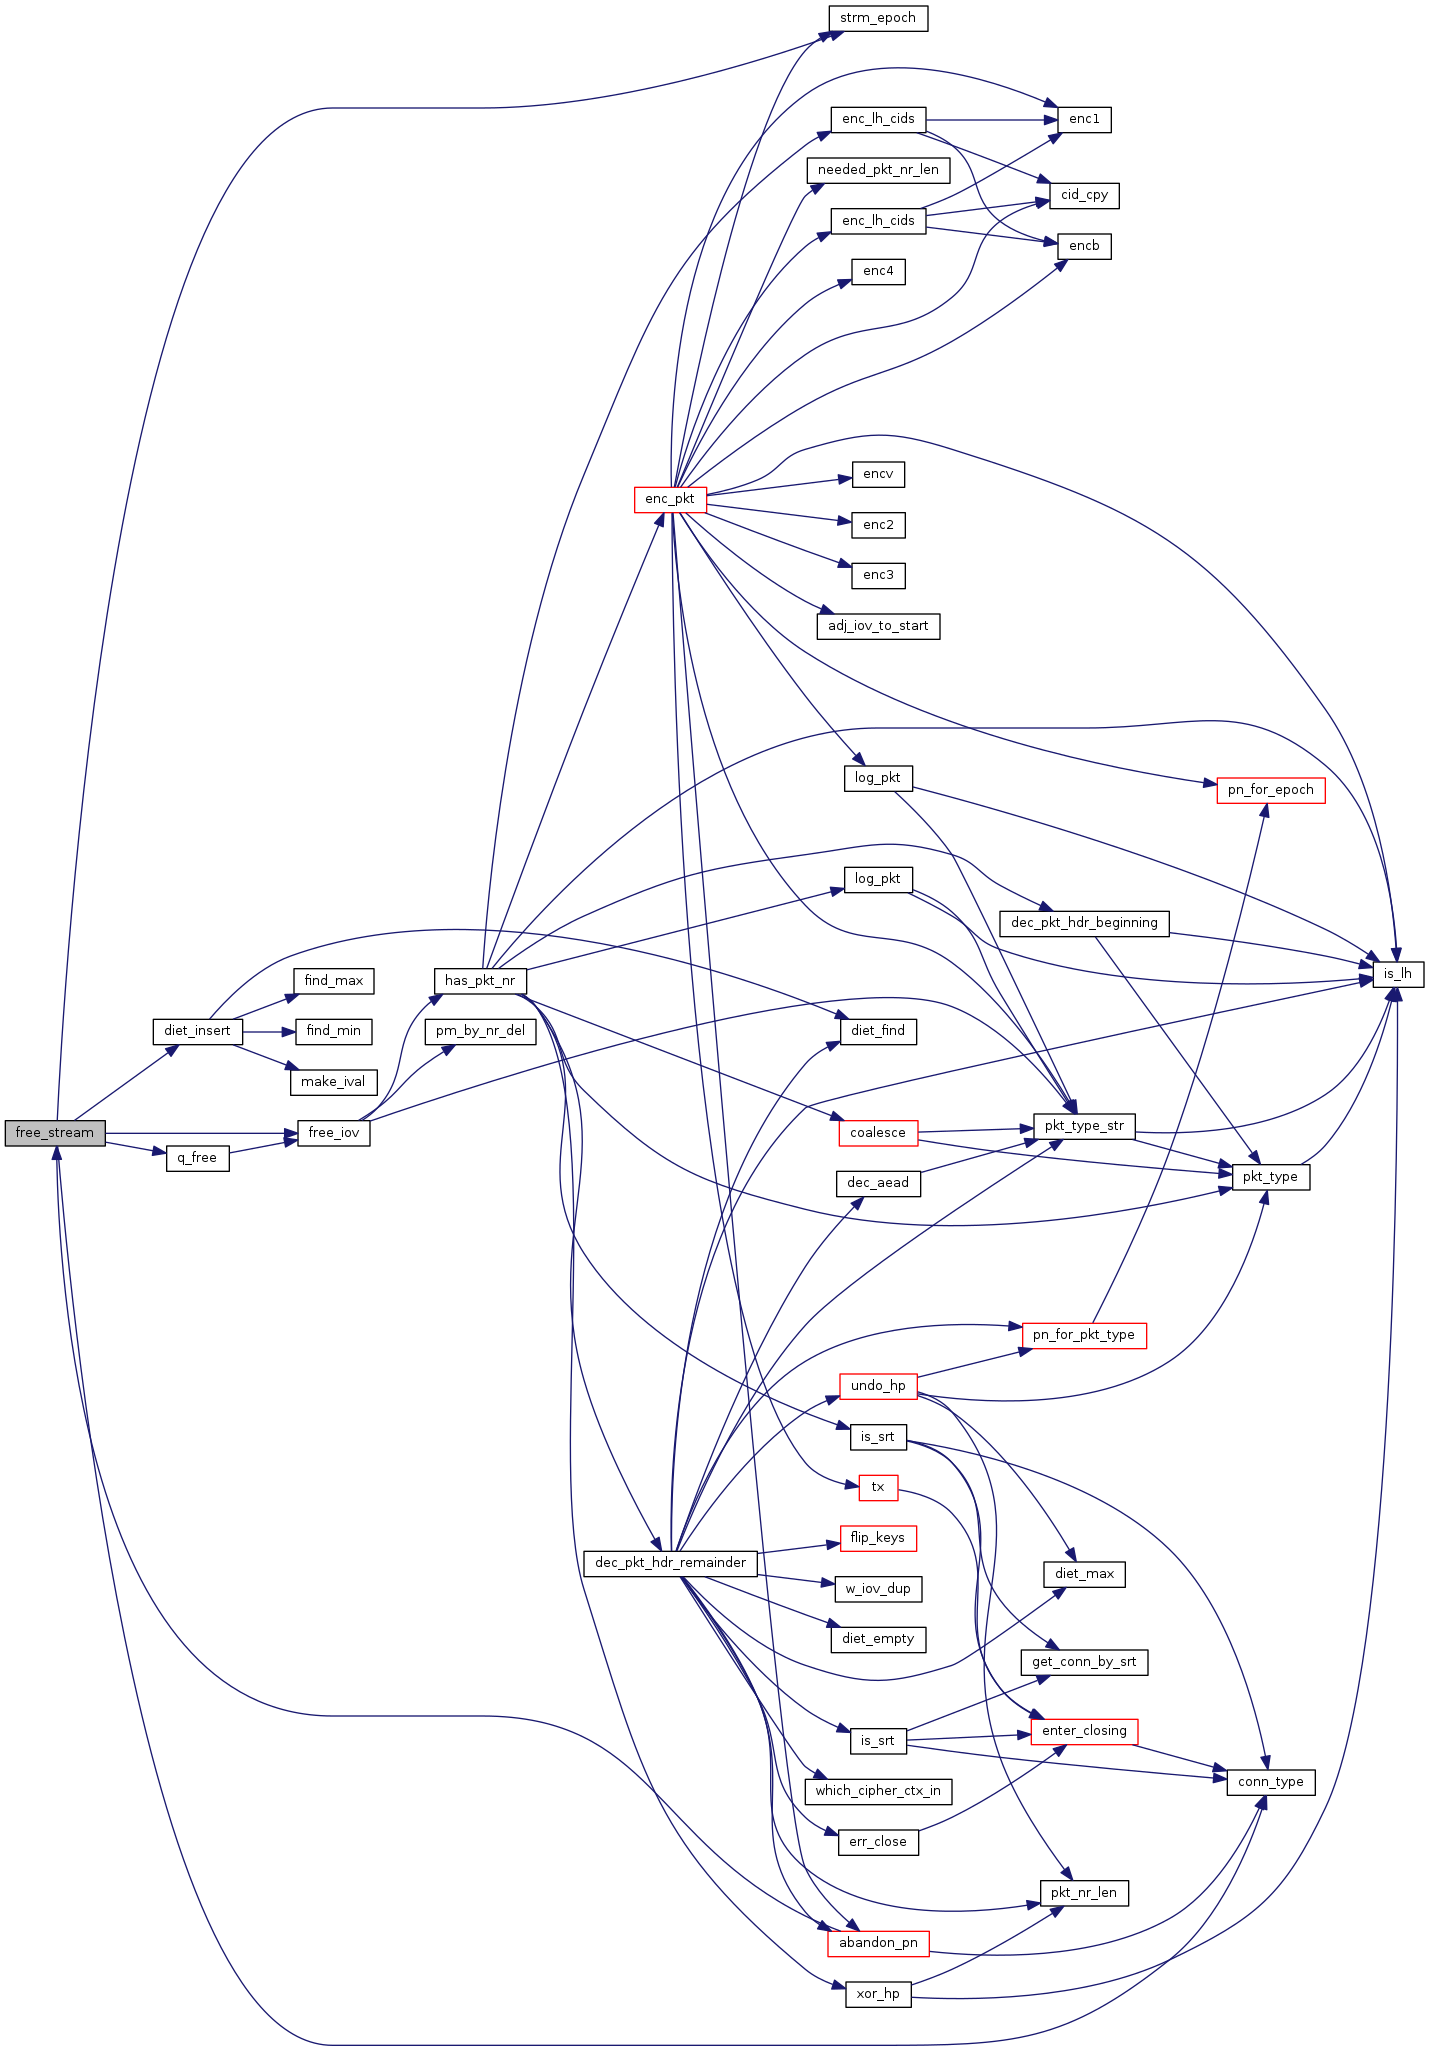 strm_epoch
enc_lh_cids
enc1
needed_pkt_nr_len
cid_cpy
enc_lh_cids
encb
enc4
encv
enc_pkt
enc2
enc3
adj_iov_to_start
log_pkt
pn_for_epoch
log_pkt
dec_pkt_hdr_beginning
is_lh
find_max
has_pkt_nr
diet_insert
find_min
pm_by_nr_del
diet_find
make_ival
free_stream
free_iov
coalesce
pkt_type_str
q_free
dec_aead
pkt_type
pn_for_pkt_type
undo_hp
is_srt
tx
flip_keys
dec_pkt_hdr_remainder
diet_max
w_iov_dup
diet_empty
get_conn_by_srt
enter_closing
is_srt
conn_type
which_cipher_ctx_in
err_close
pkt_nr_len
abandon_pn
xor_hp